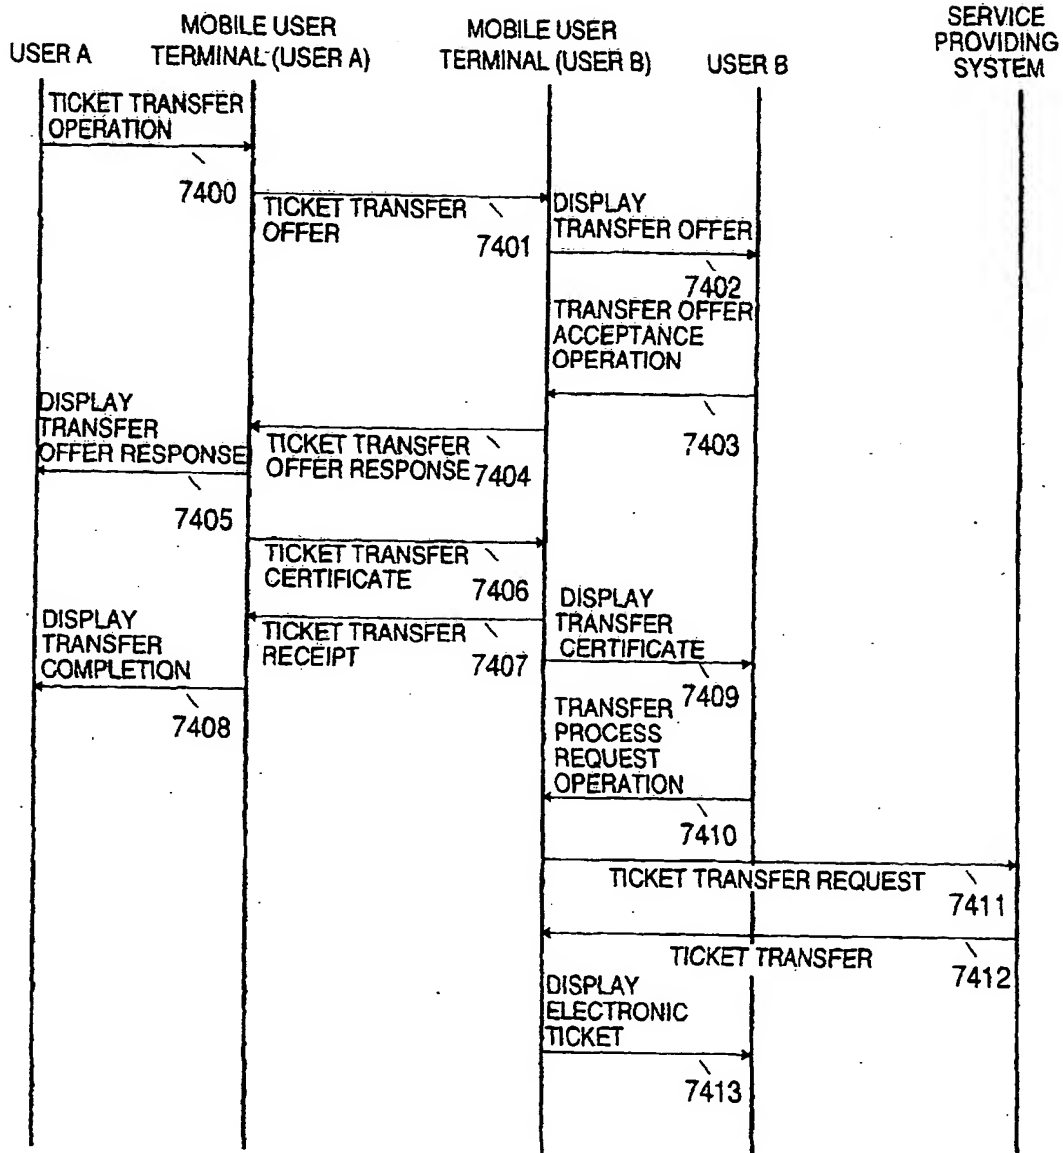 USER A
MOBILE USER
TERMINAL (USER A)
MOBILE USER
TERMINAL (USER B)
USER B
SERVICE
PROVIDING
SYSTEM
TICKET TRANSFER
OPERATION
7400
TICKET TRANSFER
OFFER
7401
DISPLAY
TRANSFER OFFER
7402
TRANSFER OFFER
ACCEPTANCE
OPERATION
7403
TICKET TRANSFER
OFFER RESPONSE
7404
DISPLAY
TRANSFER
OFFER RESPONSE
7405
TICKET TRANSFER
CERTIFICATE
7406
TICKET TRANSFER
RECEIPT
7407
DISPLAY
TRANSFER
COMPLETION
7408
DISPLAY
TRANSFER
CERTIFICATE
7409
TRANSFER
PROCESS
REQUEST
OPERATION
7410
TICKET TRANSFER REQUEST
7411
TICKET TRANSFER
7412
DISPLAY
ELECTRONIC
TICKET
7413